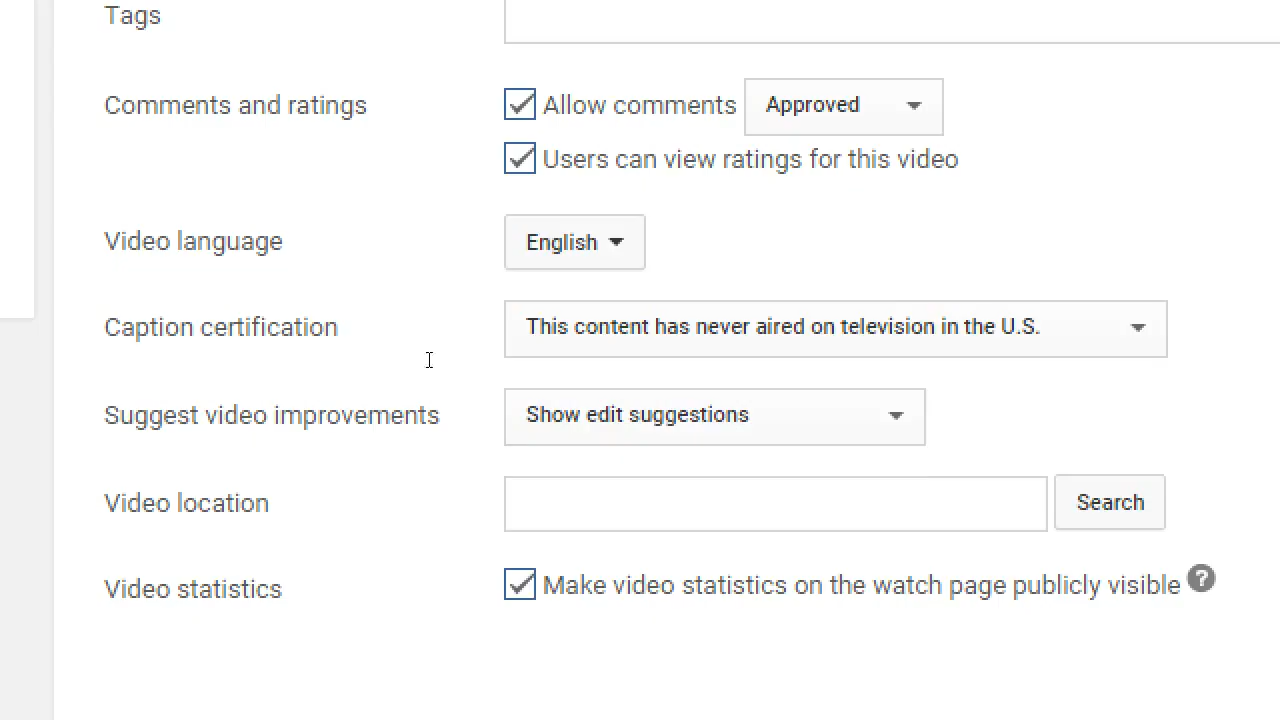 Tags
Comments and ratings
Allow comments
Approved
Users can view ratings for this video
Video language
English
Caption certification
This content has never aired on television in the U.S.
Suggest video improvements
Show edit suggestions
Video location
Search
Video statistics
Make video statistics on the watch page publicly visible
?